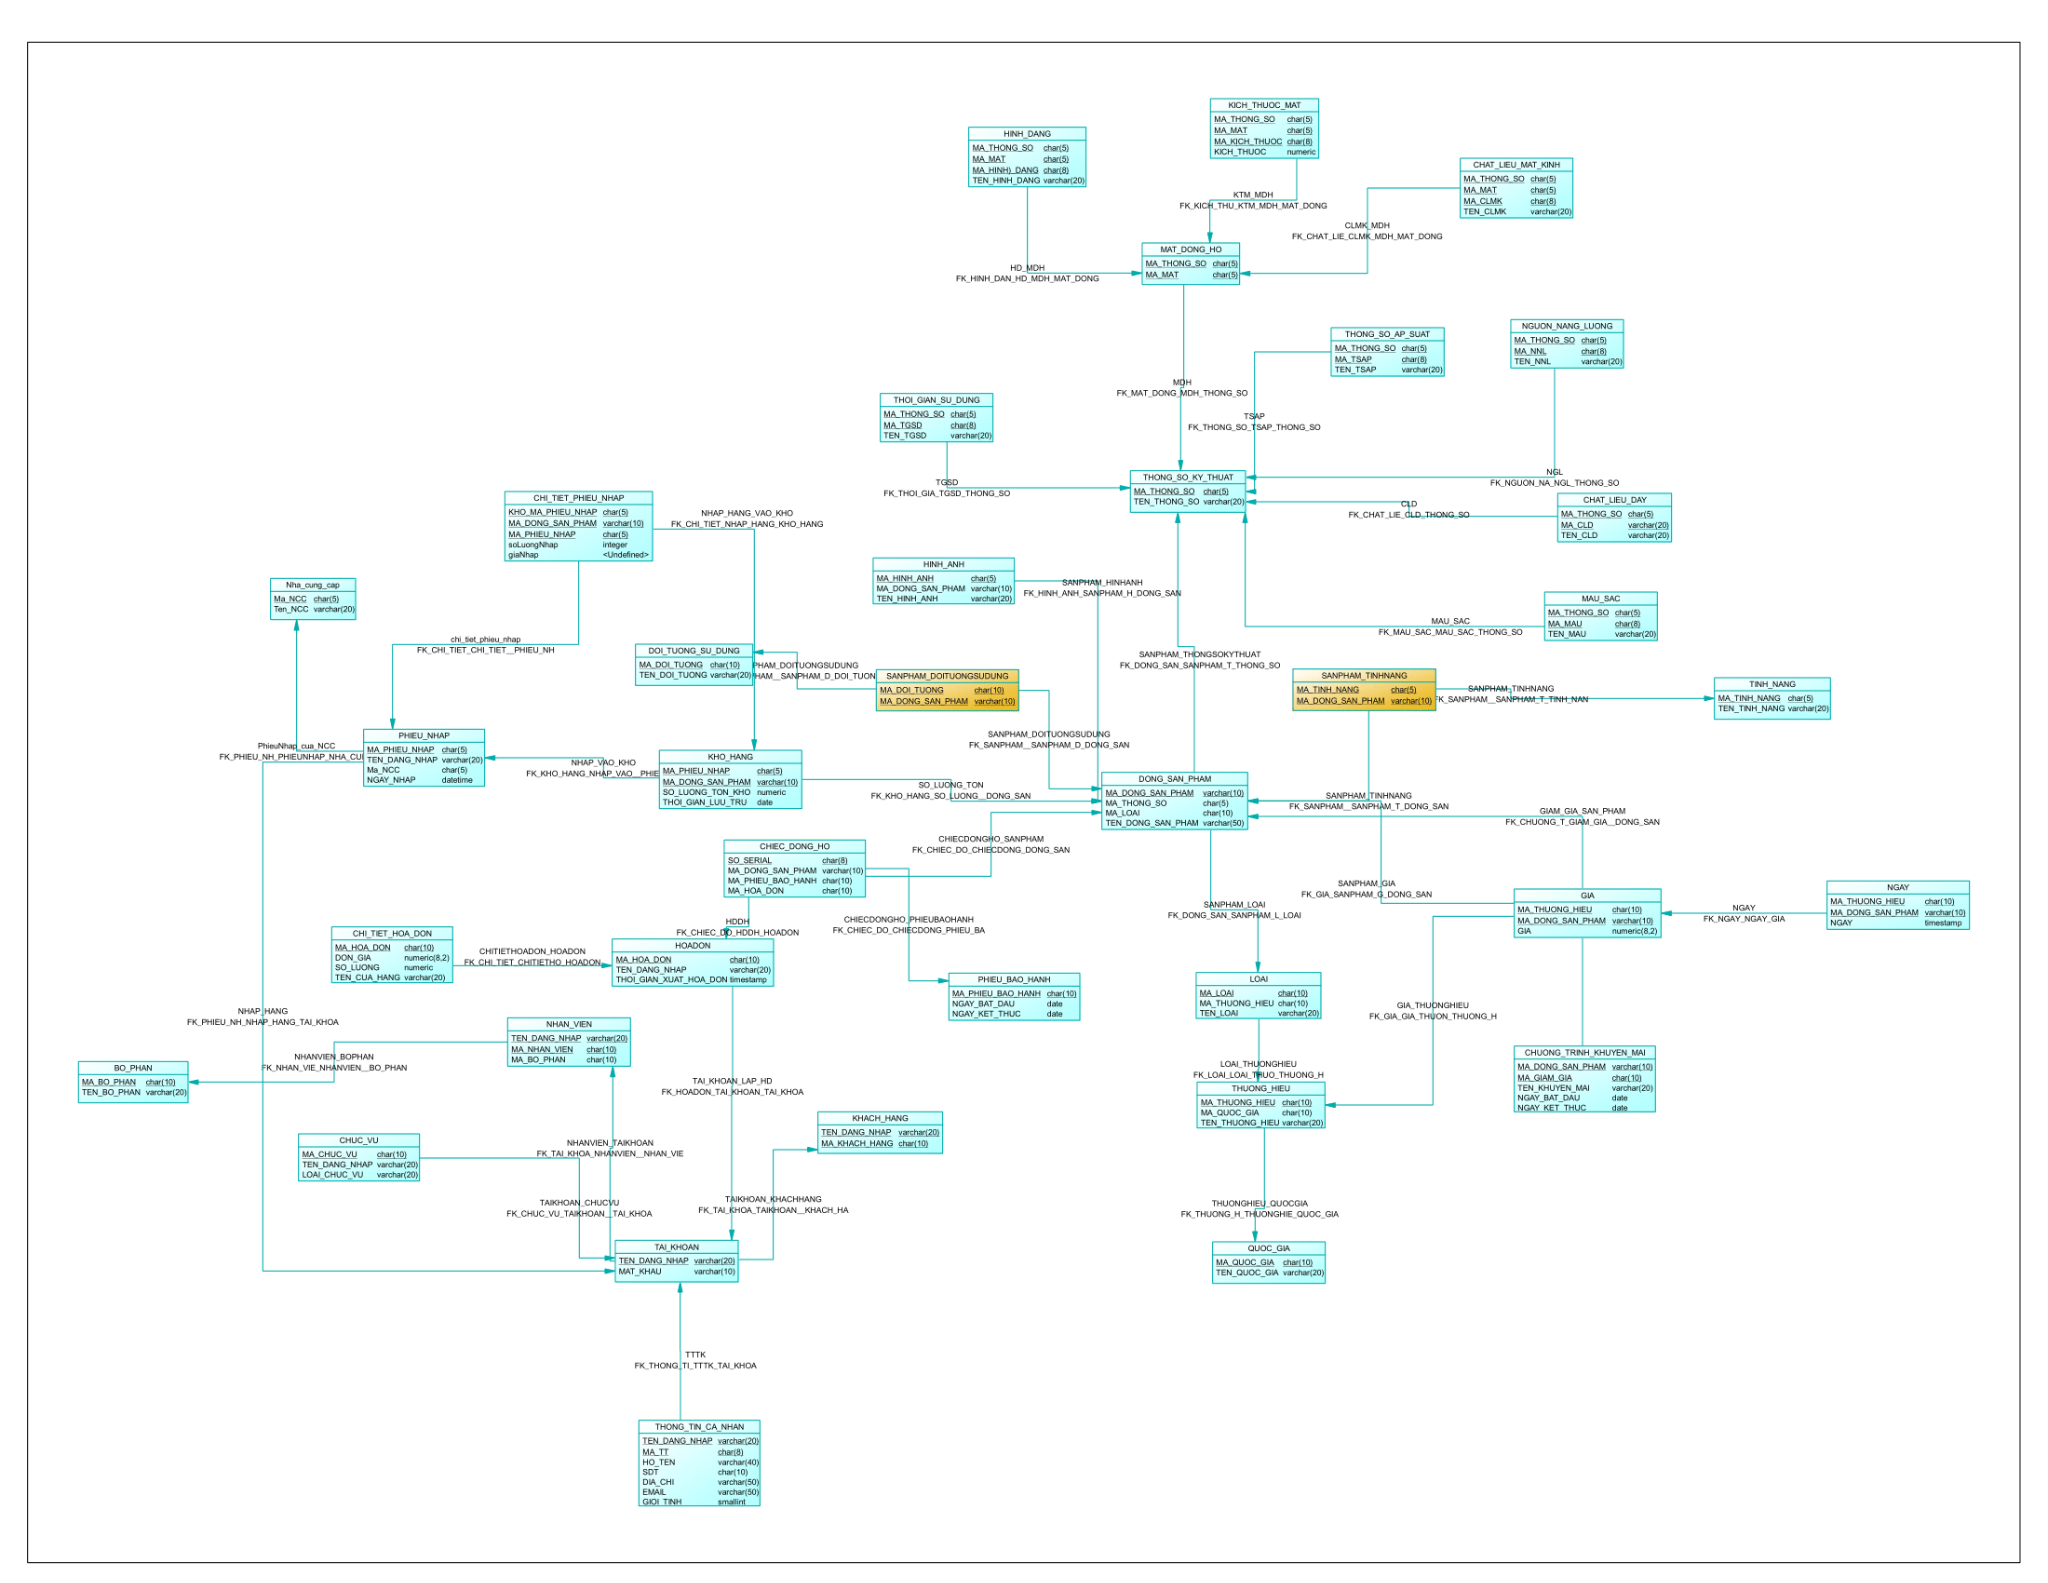 KICH_THUOC_MAT
MA_THONG_SO char(5)
MA_MAT char(5)
MA_KICH_THUOC char(8)
KICH_THUOC numeric
HINH_DANG
MA_THONG_SO char(5)
MA_MAT char(5)
MA_HINH)_DANG char(8)
TEN_HINH_DANG varchar(20)
CHAT_LIEU_MAT_KINH
MA_THONG_SO char(5)
MA_MAT char(5)
MA_CLMK char(8)
TEN_CLMK varchar(20)
KTM_MDH
FK_KICH_THU_KTM_MDH_MAT_DONG
CLMK_MDH
FK_CHAT_LIE_CLMK_MDH_MAT_DONG
MAT_DONG_HO
MA_THONG_SO char(5)
MA_MAT char(5)
HD_MDH
FK_HINH_DAN_HD_MDH_MAT_DONG
THONG_SO_AP_SUAT
MA_THONG_SO char(5)
MA_TSAP char(8)
TEN_TSAP varchar(20)
NGUON_NANG_LUONG
MA_THONG_SO char(5)
MA_NNL char(8)
TEN_NNL varchar(20)
MDH
FK_MAT_DONG_MDH_THONG_SO
THOI_GIAN_SU_DUNG
MA_THONG_SO char(5)
MA_TGSD char(8)
TEN_TGSD varchar(20)
TSAP
FK_THONG_SO_TSAP_THONG_SO
THONG_SO_KY_THUAT
MA_THONG_SO char(5)
TEN_THONG_SO varchar(20)
NGL
FK_NGUON_NA_NGL_THONG_SO
TGSD
FK_THOI_GIA_TGSD_THONG_SO
CHI_TIET_PHIEU_NHAP
KHO_MA_PHIEU_NHAP char(5)
MA_DONG_SAN_PHAM varchar(10)
MA_PHIEU_NHAP char(5)
soLuongNhap integer
giaNhap <Undefined>
NHAP_HANG_VAO_KHO
FK_CHI_TIET_NHAP_HANG_KHO_HANG
CLD
FK_CHAT_LIE_CLD_THONG_SO
CHAT_LIEU_DAY
MA_THONG_SO char(5)
MA_CLD varchar(20)
TEN_CLD varchar(20)
HINH_ANH
MA_HINH_ANH char(5)
MA_DONG_SAN_PHAM varchar(10)
TEN_HINH_ANH varchar(20)
SANPHAM_HINHANH
FK_HINH_ANH_SANPHAM_H_DONG_SAN
Nha_cung_cap
Ma_NCC char(5)
Ten_NCC varchar(20)
MAU_SAC
MA_THONG_SO char(5)
MA_MAU char(8)
TEN_MAU varchar(20)
MAU_SAC
FK_MAU_SAC_MAU_SAC_THONG_SO
chi_tiet_phieu_nhap
FK_CHI_TIET_CHI_TIET__PHIEU_NH
DOI_TUONG_SU_DUNG
MA_DOI_TUONG char(10)
TEN_DOI_TUONG varchar(20)
PHAM_DOITUONGSUDUNG
HAM__SANPHAM_D_DOI_TUON
SANPHAM_DOITUONGSUDUNG
MA_DOI_TUONG char(10)
MA_DONG_SAN_PHAM varchar(10)
SANPHAM_THONGSOKYTHUAT
FK_DONG_SAN_SANPHAM_T_THONG_SO
SANPHAM_TINHNANG
MA_TINH_NANG char(5)
MA_DONG_SAN_PHAM varchar(10)
SANPHAM_TINHNANG
FK_SANPHAM__SANPHAM_T_TINH_NAN
TINH_NANG
MA_TINH_NANG char(5)
TEN_TINH_NANG varchar(20)
PHIEU_NHAP
MA_PHIEU_NHAP char(5)
TEN_DANG_NHAP varchar(20)
Ma_NCC char(5)
NGAY_NHAP datetime
PhieuNhap_cua_NCC
FK_PHIEU_NH_PHIEUNHAP_NHA_CU
NHAP_VAO_KHO
FK_KHO_HANG_NHAP_VAO__PHIE
KHO_HANG
MA_PHIEU_NHAP char(5)
MA_DONG_SAN_PHAM varchar(10)
SO_LUONG_TON_KHO numeric
THOI_GIAN_LUU_TRU date
SANPHAM_DOITUONGSUDUNG
FK_SANPHAM__SANPHAM_D_DONG_SAN
SO_LUONG_TON
FK_KHO_HANG_SO_LUONG__DONG_SAN
DONG_SAN_PHAM
MA_DONG_SAN_PHAM varchar(10)
MA_THONG_SO char(5)
MA_LOAI char(10)
TEN_DONG_SAN_PHAM varchar(50)
SANPHAM_TINHNANG
FK_SANPHAM__SANPHAM_T_DONG_SAN
GIAM_GIA_SAN_PHAM
FK_CHUONG_T_GIAM_GIA__DONG_SAN
CHIEC_DONG_HO
SO_SERIAL char(8)
MA_DONG_SAN_PHAM varchar(10)
MA_PHIEU_BAO_HANH char(10)
MA_HOA_DON char(10)
CHIECDONGHO_SANPHAM
FK_CHIEC_DO_CHIECDONG_DONG_SAN
SANPHAM_GIA
FK_GIA_SANPHAM_G_DONG_SAN
GIA
MA_THUONG_HIEU char(10)
MA_DONG_SAN_PHAM varchar(10)
GIA numeric(8,2)
NGAY
FK_NGAY_NGAY_GIA
NGAY
MA_THUONG_HIEU char(10)
MA_DONG_SAN_PHAM varchar(10)
NGAY timestamp
SANPHAM_LOAI
FK_DONG_SAN_SANPHAM_L_LOAI
HDDH
FK_CHIEC_DO_HDDH_HOADON
CHIECDONGHO_PHIEUBAOHANH
FK_CHIEC_DO_CHIECDONG_PHIEU_BA
CHI_TIET_HOA_DON
MA_HOA_DON char(10)
DON_GIA numeric(8,2)
SO_LUONG numeric
TEN_CUA_HANG varchar(20)
CHITIETHOADON_HOADON
FK_CHI_TIET_CHITIETHO_HOADON
HOADON
MA_HOA_DON char(10)
TEN_DANG_NHAP varchar(20)
THOI_GIAN_XUAT_HOA_DON timestamp
PHIEU_BAO_HANH
MA_PHIEU_BAO_HANH char(10)
NGAY_BAT_DAU date
NGAY_KET_THUC date
LOAI
MA_LOAI char(10)
MA_THUONG_HIEU char(10)
TEN_LOAI varchar(20)
GIA_THUONGHIEU
FK_GIA_GIA_THUON_THUONG_H
NHAP_HANG
FK_PHIEU_NH_NHAP_HANG_TAI_KHOA
NHAN_VIEN
TEN_DANG_NHAP varchar(20)
MA_NHAN_VIEN char(10)
MA_BO_PHAN char(10)
CHUONG_TRINH_KHUYEN_MAI
MA_DONG_SAN_PHAM varchar(10)
MA_GIAM_GIA char(10)
TEN_KHUYEN_MAI varchar(20)
NGAY_BAT_DAU date
NGAY_KET_THUC date
BO_PHAN
MA_BO_PHAN char(10)
TEN_BO_PHAN varchar(20)
NHANVIEN_BOPHAN
FK_NHAN_VIE_NHANVIEN__BO_PHAN
TAI_KHOAN_LAP_HD
FK_HOADON_TAI_KHOAN_TAI_KHOA
LOAI_THUONGHIEU
FK_LOAI_LOAI_THUO_THUONG_H
THUONG_HIEU
MA_THUONG_HIEU char(10)
MA_QUOC_GIA char(10)
TEN_THUONG_HIEU varchar(20)
KHACH_HANG
TEN_DANG_NHAP varchar(20)
MA_KHACH_HANG char(10)
CHUC_VU
MA_CHUC_VU char(10)
TEN_DANG_NHAP varchar(20)
LOAI_CHUC_VU varchar(20)
NHANVIEN_TAIKHOAN
FK_TAI_KHOA_NHANVIEN__NHAN_VIE
TAIKHOAN_CHUCVU
FK_CHUC_VU_TAIKHOAN__TAI_KHOA
TAIKHOAN_KHACHHANG
FK_TAI_KHOA_TAIKHOAN__KHACH_HA
THUONGHIEU_QUOCGIA
FK_THUONG_H_THUONGHIE_QUOC_GIA
TAI_KHOAN
TEN_DANG_NHAP varchar(20)
MAT_KHAU varchar(10)
QUOC_GIA
MA_QUOC_GIA char(10)
TEN_QUOC_GIA varchar(20)
TTTK
FK_THONG_TI_TTTK_TAI_KHOA
THONG_TIN_CA_NHAN
TEN_DANG_NHAP varchar(20)
MA_TT char(8)
HO_TEN varchar(40)
SDT char(10)
DIA_CHI varchar(50)
EMAIL varchar(50)
GIOI_TINH smallint